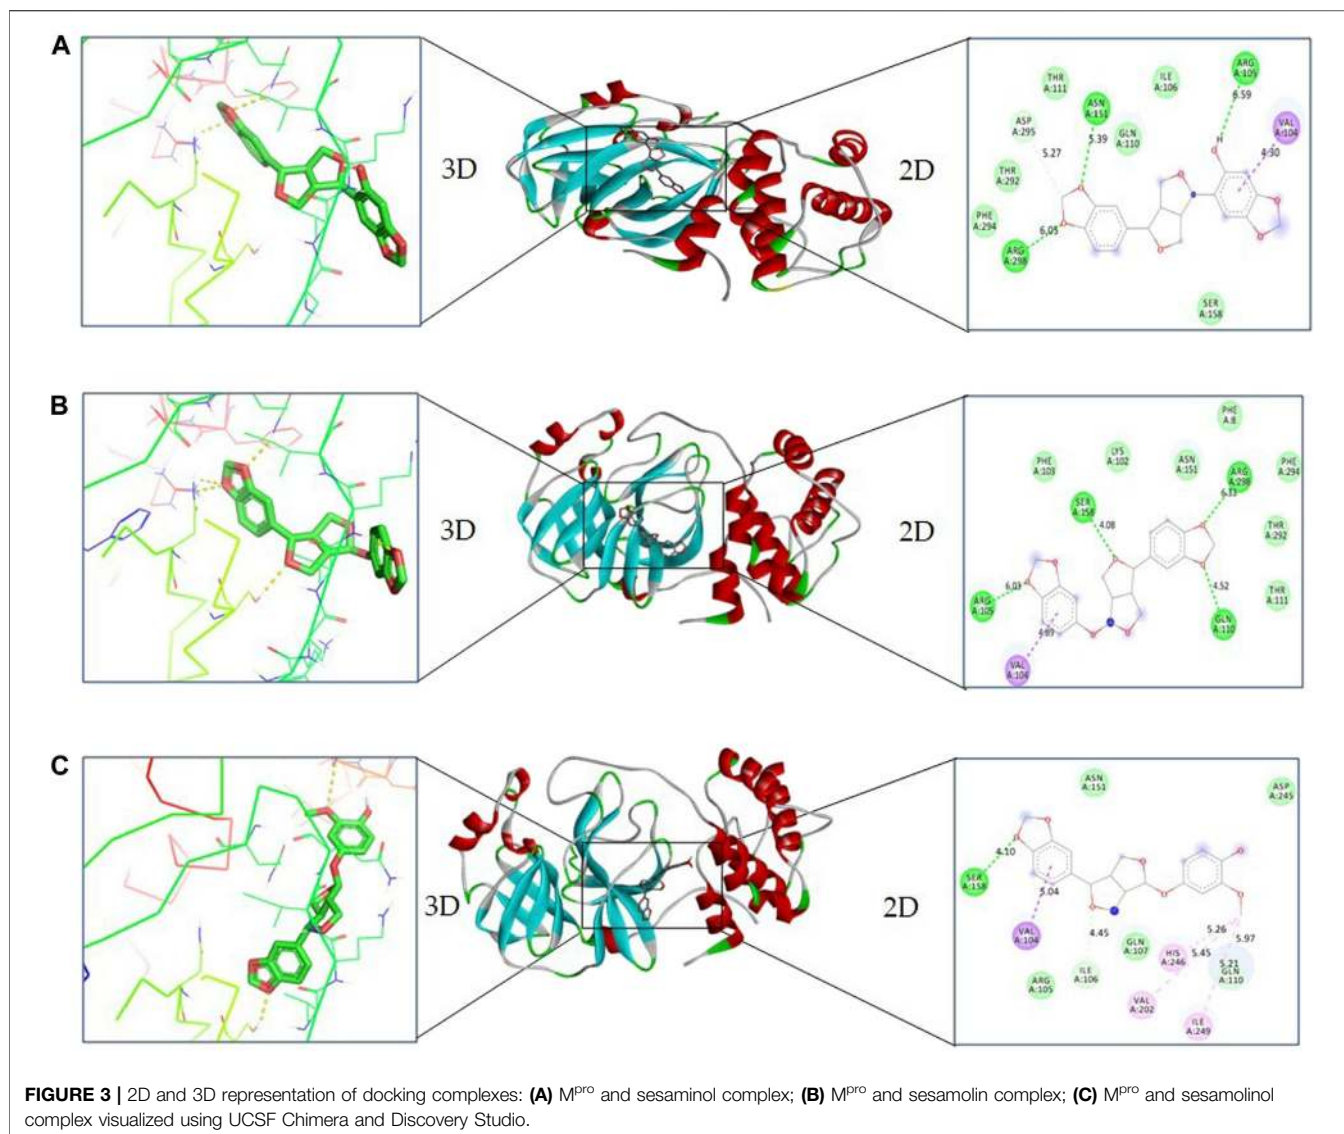 A
3D
2D
THR
A:111
ILE
A:106
ARG
A:105
ASN
A:151
6.59
VAL
A:104
ASP
A:295
GLN
A:110
5.39
5.27
4.90
THR
A:292
PHE
A:294
6.05
ARG
A:298
SER
A:158
B
3D
2D
PHE
A:8
PHE
A:103
LYS
A:102
ASN
A:151
ARG
A:298
PHE
A:294
6.33
SER
A:158
4.08
THR
A:292
6.03
4.52
THR
A:111
ARG
A:105
GLN
A:110
VAL
A:104
C
3D
2D
ASN
A:151
ASP
A:245
4.10
SER
A:158
5.04
VAL
A:104
4.45
5.26
5.97
GLN
A:107
HIS
A:246
5.45
5.21
GLN
A:110
ARG
A:105
ILE
A:106
VAL
A:202
ILE
A:249
FIGURE 3 | 2D and 3D representation of docking complexes: (A) Mpro and sesaminol complex; (B) Mpro and sesamolin complex; (C) Mpro and sesamolinol
complex visualized using UCSF Chimera and Discovery Studio.